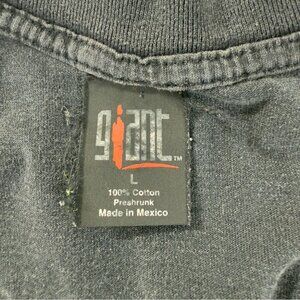 giant™
L
100% Cotton
Preshrunk
Made in Mexico